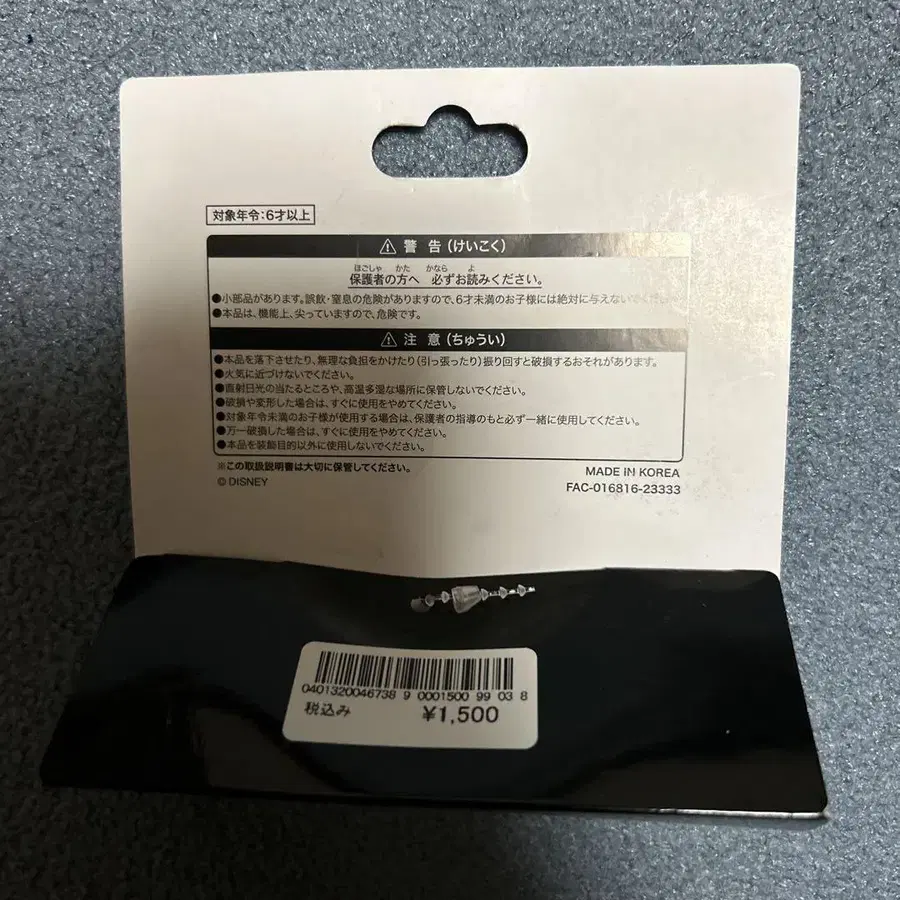 対象年令:6才以上
⚠ 警 告(けいこく)
ほごしゃ かた かなら よ
保護者の方へ 必ずお読みください。
●小部品があります。誤飲・窒息の危険がありますので、6才未満のお子様には絶対に与えない
●本品は、機能上、尖っていますので、危険です。
⚠ 注 意(ちゅうい)
●本品を落下させたり、無理な負担をかけたり(引っ張ったり)振り回すと破損するおそれがあります。
●火気に近づけないでください。
●直射日光の当たるところや、高温多湿な場所に保管しないでください。
●破損や変形した場合は、すぐに使用をやめてください。
●対象年令未満のお子様が使用する場合は、保護者の指導のもと必ず一緒に使用してください。
●万一破損した場合は、すぐに使用をやめてください。
●本品を装飾目的以外に使用しないでください。
※この取扱説明書は大切に保管してください。
© DISNEY
MADE IN KOREA
FAC-016816-23333
0401320046738 9 0001500 99 03 8
税込み ¥1,500